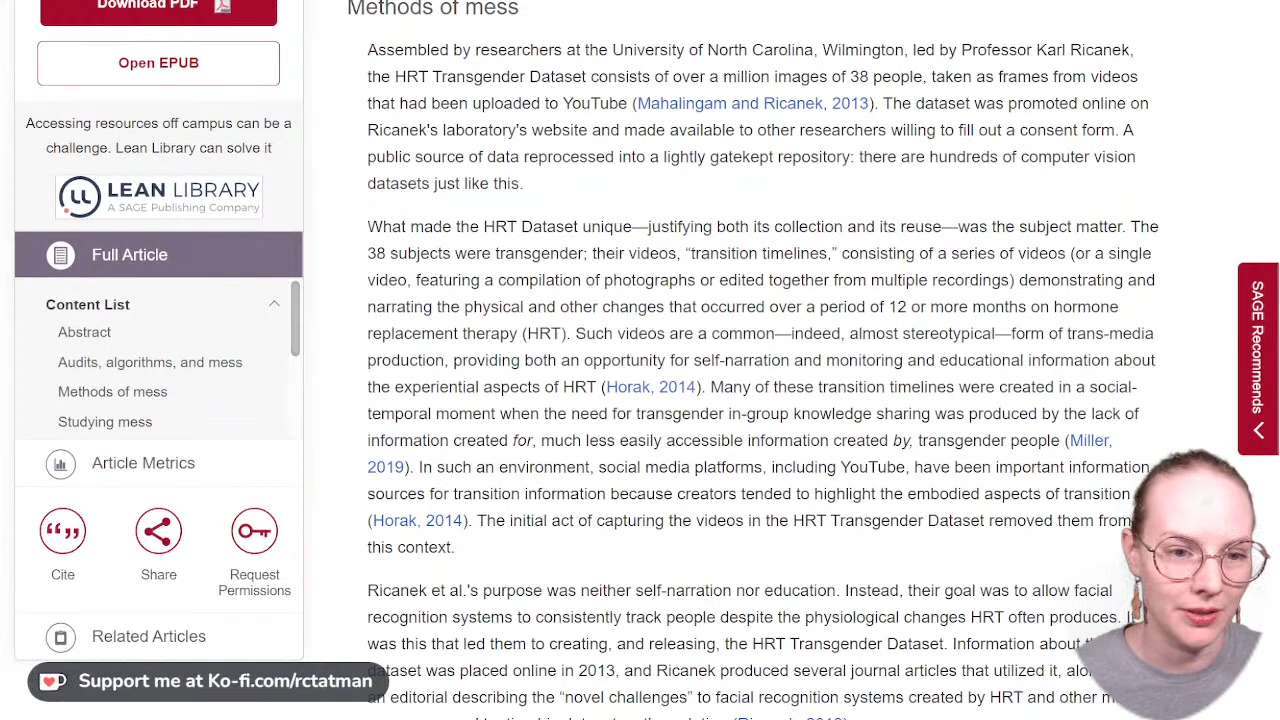 Download PDF
Open EPUB
Accessing resources off campus can be a
challenge. Lean Library can solve it
LEAN LIBRARY
A SAGE Publishing Company
Full Article
Content List
Abstract
Audits, algorithms, and mess
Methods of mess
Studying mess
Article Metrics
Cite
Share
Request
Permissions
Related Articles
Support me at Ko-fi.com/rctatman
Methods of mess
Assembled by researchers at the University of North Carolina, Wilmington, led by Professor Karl Ricanek,
the HRT Transgender Dataset consists of over a million images of 38 people, taken as frames from videos
that had been uploaded to YouTube (Mahalingam and Ricanek, 2013). The dataset was promoted online on
Ricanek's laboratory's website and made available to other researchers willing to fill out a consent form. A
public source of data reprocessed into a lightly gatekept repository: there are hundreds of computer vision
datasets just like this.
What made the HRT Dataset unique—justifying both its collection and its reuse—was the subject matter. The
38 subjects were transgender; their videos, “transition timelines,” consisting of a series of videos (or a single
video, featuring a compilation of photographs or edited together from multiple recordings) demonstrating and
narrating the physical and other changes that occurred over a period of 12 or more months on hormone
replacement therapy (HRT). Such videos are a common—indeed, almost stereotypical—form of trans-media
production, providing both an opportunity for self-narration and monitoring and educational information about
the experiential aspects of HRT (Horak, 2014). Many of these transition timelines were created in a social-
temporal moment when the need for transgender in-group knowledge sharing was produced by the lack of
information created for, much less easily accessible information created by, transgender people (Miller,
2019). In such an environment, social media platforms, including YouTube, have been important information
sources for transition information because creators tended to highlight the embodied aspects of transition
(Horak, 2014). The initial act of capturing the videos in the HRT Transgender Dataset removed them from
this context.
Ricanek et al.'s purpose was neither self-narration nor education. Instead, their goal was to allow facial
recognition systems to consistently track people despite the physiological changes HRT often produces.
was this that led them to creating, and releasing, the HRT Transgender Dataset. Information about
dataset was placed online in 2013, and Ricanek produced several journal articles that utilized it,
an editorial describing the “novel challenges” to facial recognition systems created by HRT and other
SAGE Recommends